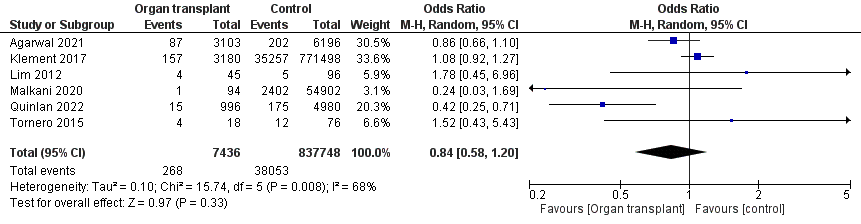 Organ transplant Control Odds Ratio Odds Ratio
Study or Subgroup Events Total Events Total Weight M-H, Random, 95% CI M-H, Random, 95% CI
Agarwal 2021 87 3103 202 6196 30.5% 0.86 [0.66, 1.10]
Klement 2017 157 3180 35257 771498 33.6% 1.08 [0.92, 1.27]
Lim 2012 4 45 5 96 5.9% 1.78 [0.45, 6.96]
Malkani 2020 1 94 2402 54902 3.0% 0.24 [0.03, 1.69]
Quinlan 2022 15 996 175 4980 20.3% 0.42 [0.25, 0.71]
Tornero 2015 4 18 12 76 6.6% 1.52 [0.43, 5.43]
Total (95% CI) 7436 837748 100.0% 0.84 [0.58, 1.20]
Total events 268 38053
Heterogeneity: Tau² = 0.10; Chi² = 15.74, df = 5 (P = 0.008); I² = 68%
Test for overall effect: Z = 0.97 (P = 0.33)
0.2 0.5 1 2 5
Favours [Organ transplant] Favours [control]